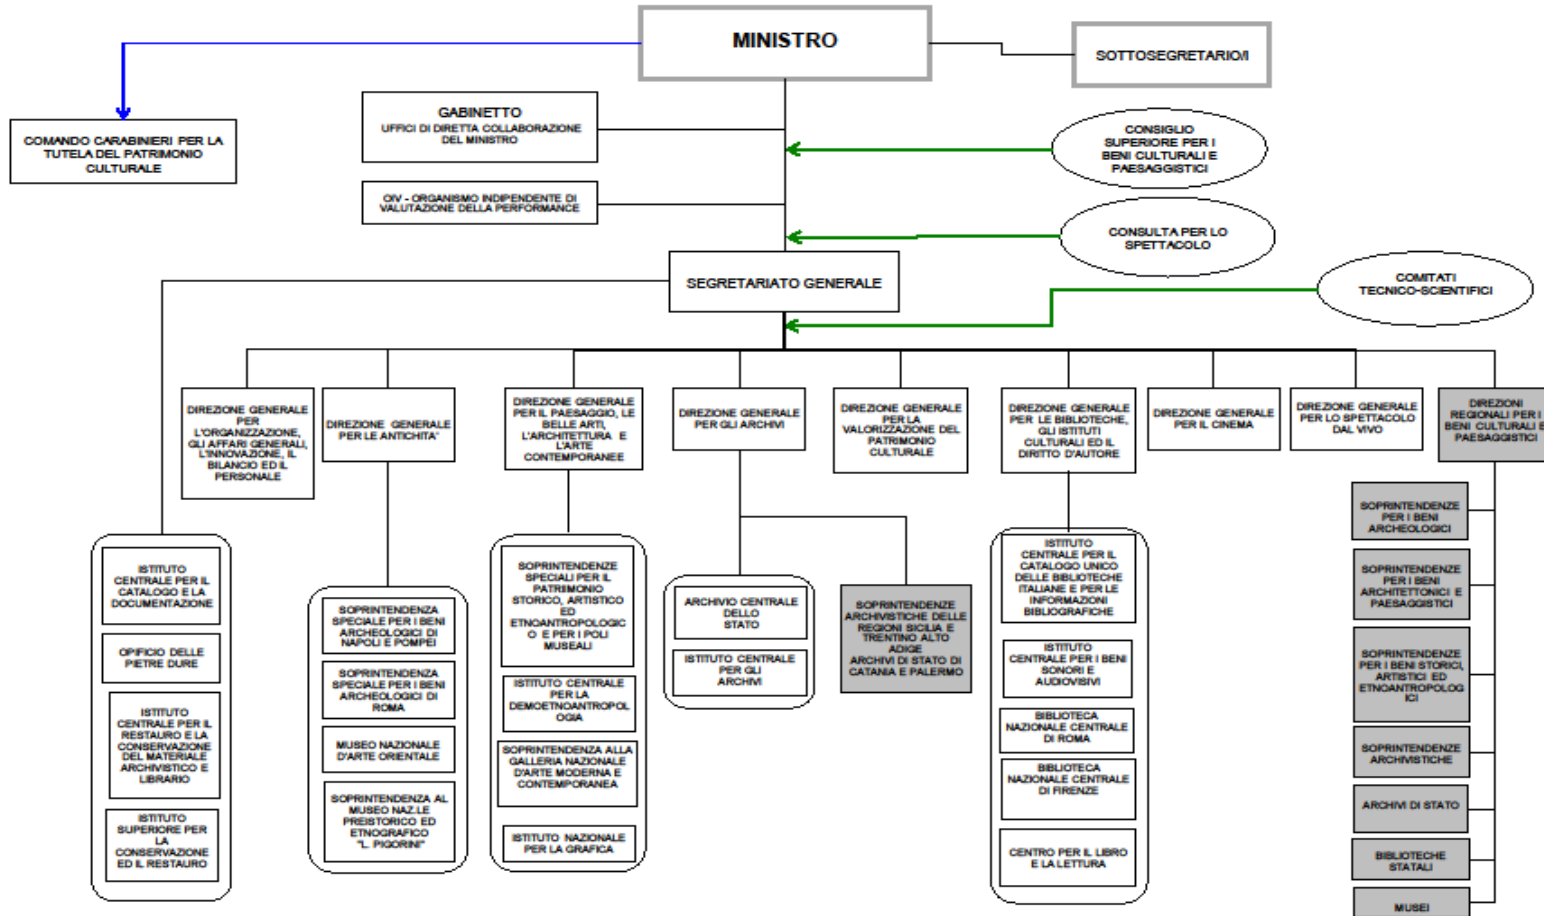 MINISTRO
SOTTOSEGRETARIO/I
COMANDO CARABINIERI PER LA
TUTELA DEL PATRIMONIO
CULTURALE
GABINETTO
UFFICI DI DIRETTA COLLABORAZIONE
DEL MINISTRO
CONSIGLIO
SUPERIORE PER I
BENI CULTURALI E
PAESAGGISTICI
OIV - ORGANISMO INDIPENDENTE DI
VALUTAZIONE DELLA PERFORMANCE
CONSULTA PER LO
SPETTACOLO
SEGRETARIATO GENERALE
COMITATI
TECNICO-SCIENTIFICI
DIREZIONE GENERALE
PER
L'ORGANIZZAZIONE,
GLI AFFARI GENERALI,
L'INNOVAZIONE, IL
BILANCIO ED IL
PERSONALE
DIREZIONE GENERALE
PER LE ANTICHITA'
DIREZIONE GENERALE
PER IL PAESAGGIO, LE
BELLE ARTI,
L'ARCHITETTURA E
L'ARTE
CONTEMPORANEE
DIREZIONE GENERALE
PER GLI ARCHIVI
DIREZIONE GENERALE
PER LA
VALORIZZAZIONE DEL
PATRIMONIO
CULTURALE
DIREZIONE GENERALE
PER LE BIBLIOTECHE,
GLI ISTITUTI
CULTURALI ED IL
DIRITTO D'AUTORE
DIREZIONE GENERALE
PER IL CINEMA
DIREZIONE GENERALE
PER LO SPETTACOLO
DAL VIVO
DIREZIONI
REGIONALI PER I
BENI CULTURALI E
PAESAGGISTICI
ISTITUTO
CENTRALE PER IL
CATALOGO E LA
DOCUMENTAZIONE
OPIFICIO DELLE
PIETRE DURE
ISTITUTO
CENTRALE PER IL
RESTAURO E LA
CONSERVAZIONE
DEL MATERIALE
ARCHIVISTICO E
LIBRARIO
ISTITUTO
SUPERIORE PER
LA
CONSERVAZIONE
ED IL RESTAURO
SOPRINTENDENZA
SPECIALE PER I BENI
ARCHEOLOGICI DI
NAPOLI E POMPEI
SOPRINTENDENZA
SPECIALE PER I BENI
ARCHEOLOGICI DI
ROMA
MUSEO NAZIONALE
D'ARTE ORIENTALE
SOPRINTENDENZA AL
MUSEO NAZ.LE
PREISTORICO ED
ETNOGRAFICO
"L. PIGORINI"
SOPRINTENDENZE
SPECIALI PER IL
PATRIMONIO
STORICO, ARTISTICO
ED
ETNOANTROPOLOGIC
O E PER I POLI
MUSEALI
ISTITUTO CENTRALE
PER LA
DEMOETNOANTROPOL
OGIA
SOPRINTENDENZA ALLA
GALLERIA NAZIONALE
D'ARTE MODERNA E
CONTEMPORANEA
ISTITUTO NAZIONALE
PER LA GRAFICA
ARCHIVIO CENTRALE
DELLO
STATO
ISTITUTO CENTRALE
PER GLI
ARCHIVI
SOPRINTENDENZE
ARCHIVISTICHE DELLE
REGIONI SICILIA E
TRENTINO ALTO
ADIGE
ARCHIVI DI STATO DI
CATANIA E PALERMO
ISTITUTO
CENTRALE PER IL
CATALOGO UNICO
DELLE BIBLIOTECHE
ITALIANE E PER LE
INFORMAZIONI
BIBLIOGRAFICHE
ISTITUTO
CENTRALE PER I BENI
SONORI E
AUDIOVISIVI
BIBLIOTECA
NAZIONALE CENTRALE
DI ROMA
BIBLIOTECA
NAZIONALE CENTRALE
DI FIRENZE
CENTRO PER IL LIBRO
E LA LETTURA
SOPRINTENDENZE
PER I BENI
ARCHEOLOGICI
SOPRINTENDENZE
PER I BENI
ARCHITETTONICI E
PAESAGGISTICI
SOPRINTENDENZE
PER I BENI STORICI,
ARTISTICI ED
ETNOANTROPOLOG
ICI
SOPRINTENDENZE
ARCHIVISTICHE
ARCHIVI DI STATO
BIBLIOTECHE
STATALI
MUSEI